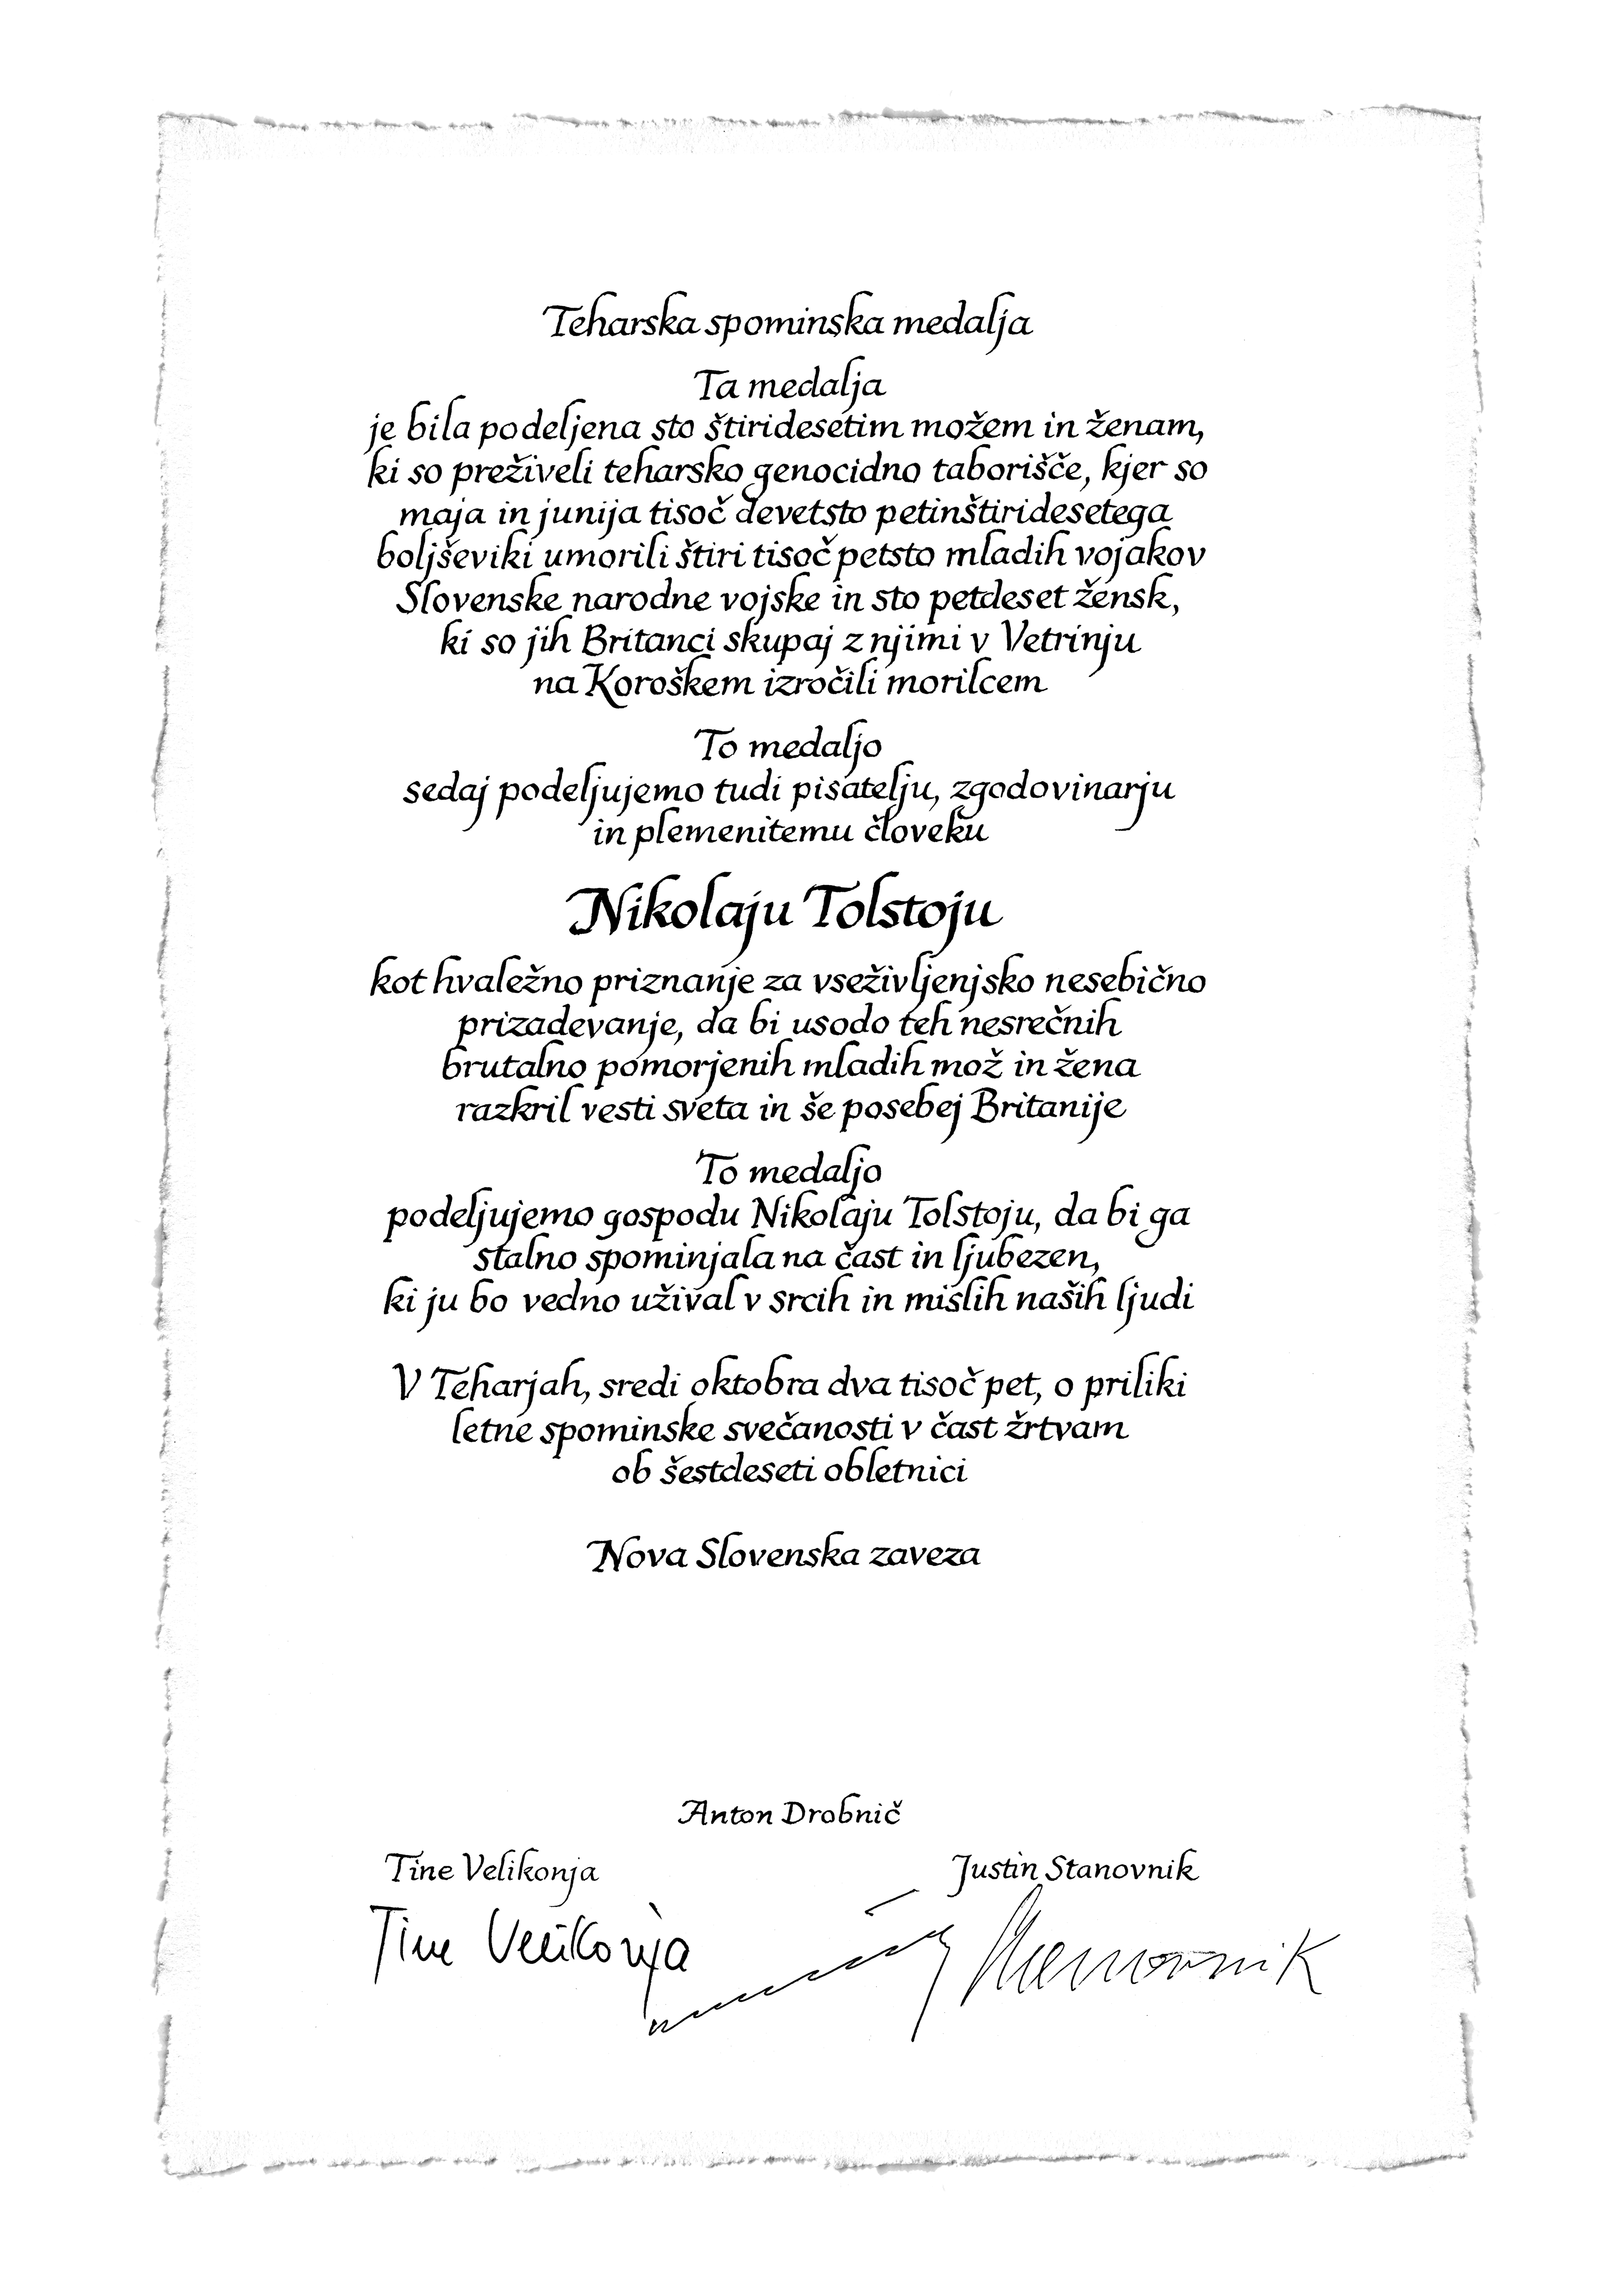 Teharska spominska medalja
Ta medalja
je bila podeljena sto štiridesetim možem in ženam,
ki so preživeli teharsko genocidno taborišče, kjer so
maja in junija tisoč devetsto petinštiridesetega
boljševiki umorili štiri tisoč petsto mladih vojakov
Slovenske narodne vojske in sto petdeset žensk,
ki so jih Britanci skupaj z njimi v Vetrinju
na Koroškem izročili morilcem
To medaljo
sedaj podeljujemo tudi pisatelju, zgodovinarju
in plemenitemu človeku
Nikolaju Tolstoju
kot hvaležno priznanje za vseživljenjsko nesebično
prizadevanje, da bi usodo teh nesrečnih
brutalno pomorjenih mladih mož in žena
razkril vesti sveta in še posebej Britanije
To medaljo
podeljujemo gospodu Nikolaju Tolstoju, da bi ga
stalno spominjala na čast in ljubezen,
ki ju bo vedno užival v srcih in mislih naših ljudi
V Teharjah, sredi oktobra dva tisoč pet, o priliki
letne spominske svečanosti v čast žrtvam
ob šestdeseti obletnici
Nova Slovenska zaveza
Anton Drobnič
Tine Velikonja Justin Stanovnik
Tine Velikonja Stanovnik